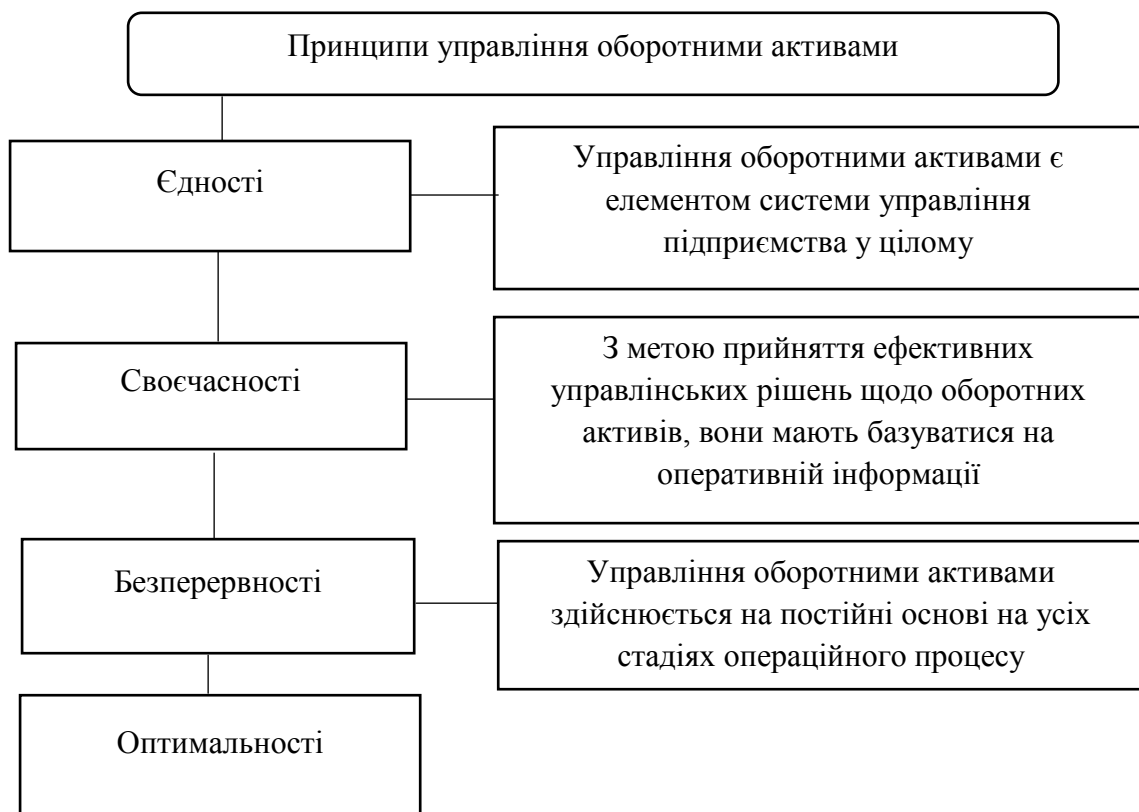 Принципи управління оборотними активами
Єдності
Управління оборотними активами є
елементом системи управління
підприємства у цілому
Своєчасності
З метою прийняття ефективних
управлінських рішень щодо оборотних
активів, вони мають базуватися на
оперативній інформації
Безперервності
Управління оборотними активами
здійснюється на постійні основі на усіх
стадіях операційного процесу
Оптимальності